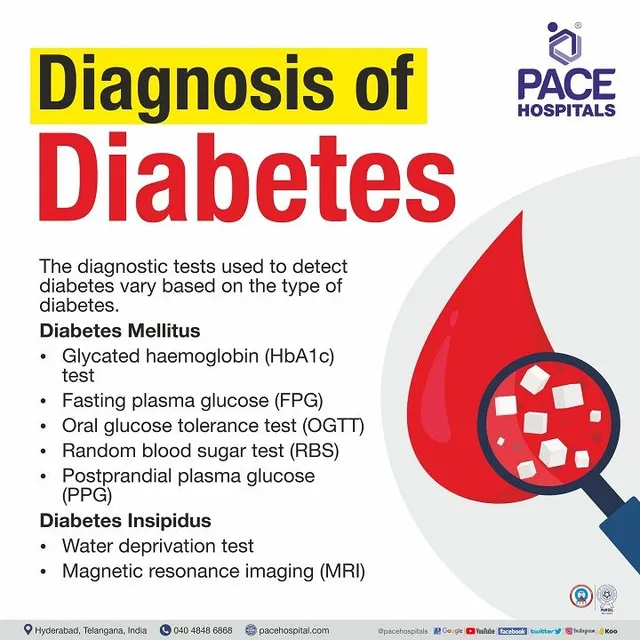 Diagnosis of
Diabetes
®
PACE
HOSPITALS
The diagnostic tests used to detect
diabetes vary based on the type of
diabetes.
Diabetes Mellitus
• Glycated haemoglobin (HbA1c)
test
• Fasting plasma glucose (FPG)
• Oral glucose tolerance test (OGTT)
• Random blood sugar test (RBS)
• Postprandial plasma glucose
(PPG)
Diabetes Insipidus
• Water deprivation test
• Magnetic resonance imaging (MRI)
Hyderabad, Telangana, India 040 4848 6868 pacehospital.com @pacehospitals Google YouTube facebook twitter Instagram Koo